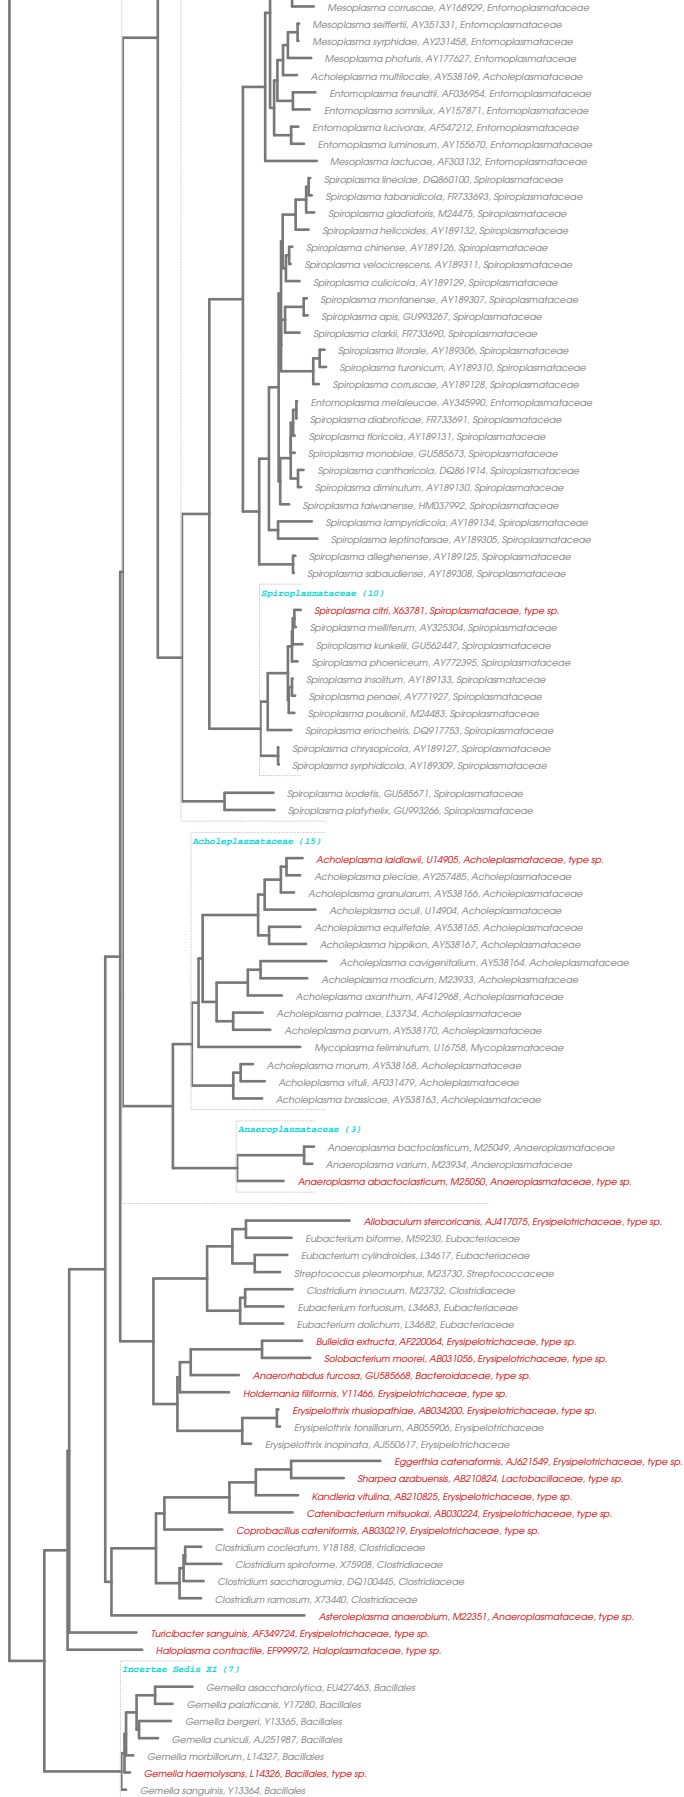 Mesoplasma corruscae, AY168929, Entomoplasmataceae
Mesoplasma seiffertii, AY351331, Entomoplasmataceae
Mesoplasma syrphidae, AY231458, Entomoplasmataceae
Mesoplasma photuris, AY177627, Entomoplasmataceae
Acholeplasma multilocale, AY538169, Acholeplasmataceae
Entomoplasma freundtii, AF036954, Entomoplasmataceae
Entomoplasma somnilux, AY157871, Entomoplasmataceae
Entomoplasma lucivorax, AF547212, Entomoplasmataceae
Entomoplasma luminosum, AY155670, Entomoplasmataceae
Mesoplasma lactucae, AF303132, Entomoplasmataceae
Spiroplasma lineolae, DQ860100, Spiroplasmataceae
Spiroplasma tabanidicola, FR733693, Spiroplasmataceae
Spiroplasma gladiatoris, M24475, Spiroplasmataceae
Spiroplasma helicoides, AY189132, Spiroplasmataceae
Spiroplasma chinense, AY189126, Spiroplasmataceae
Spiroplasma velocicrescens, AY189311, Spiroplasmataceae
Spiroplasma culicicola, AY189129, Spiroplasmataceae
Spiroplasma montanense, AY189307, Spiroplasmataceae
Spiroplasma apis, GU993267, Spiroplasmataceae
Spiroplasma clarkii, FR733690, Spiroplasmataceae
Spiroplasma litorale, AY189306, Spiroplasmataceae
Spiroplasma turonicum, AY189310, Spiroplasmataceae
Spiroplasma corruscae, AY189128, Spiroplasmataceae
Entomoplasma melaleucae, AY345990, Entomoplasmataceae
Spiroplasma diabroticae, FR733691, Spiroplasmataceae
Spiroplasma floricola, AY189131, Spiroplasmataceae
Spiroplasma monobiae, GU585673, Spiroplasmataceae
Spiroplasma cantharicola, DQ861914, Spiroplasmataceae
Spiroplasma diminutum, AY189130, Spiroplasmataceae
Spiroplasma taiwanense, HM037992, Spiroplasmataceae
Spiroplasma lampyridicola, AY189134, Spiroplasmataceae
Spiroplasma leptinotarsae, AY189305, Spiroplasmataceae
Spiroplasma alleghenense, AY189125, Spiroplasmataceae
Spiroplasma sabaudiense, AY189308, Spiroplasmataceae
Spiroplasmataceae (10)
Spiroplasma citri, X63781, Spiroplasmataceae, type sp.
Spiroplasma melliferum, AY325304, Spiroplasmataceae
Spiroplasma kunkelii, GU562447, Spiroplasmataceae
Spiroplasma phoeniceum, AY772395, Spiroplasmataceae
Spiroplasma insolitum, AY189133, Spiroplasmataceae
Spiroplasma penaei, AY771927, Spiroplasmataceae
Spiroplasma poulsonii, M24483, Spiroplasmataceae
Spiroplasma eriocheiris, DQ917753, Spiroplasmataceae
Spiroplasma chrysopicola, AY189127, Spiroplasmataceae
Spiroplasma syrphidicola, AY189309, Spiroplasmataceae
Spiroplasma ixodetis, GU585671, Spiroplasmataceae
Spiroplasma platyhelix, GU993266, Spiroplasmataceae
Acholeplasmataceae (15)
Acholeplasma laidlawii, U14905, Acholeplasmataceae, type sp.
Acholeplasma pleciae, AY257485, Acholeplasmataceae
Acholeplasma granularum, AY538166, Acholeplasmataceae
Acholeplasma oculi, U14904, Acholeplasmataceae
Acholeplasma equifetale, AY538165, Acholeplasmataceae
Acholeplasma hippikon, AY538167, Acholeplasmataceae
Acholeplasma cavigenitalium, AY538164, Acholeplasmataceae
Acholeplasma modicum, M23933, Acholeplasmataceae
Acholeplasma axanthum, AF412968, Acholeplasmataceae
Acholeplasma palmae, L33734, Acholeplasmataceae
Acholeplasma parvum, AY538170, Acholeplasmataceae
Mycoplasma feliminutum, U16758, Mycoplasmataceae
Acholeplasma morum, AY538168, Acholeplasmataceae
Acholeplasma vituli, AF031479, Acholeplasmataceae
Acholeplasma brassicae, AY538163, Acholeplasmataceae
Anaeroplasmataceae (3)
Anaeroplasma bactoclasticum, M25049, Anaeroplasmataceae
Anaeroplasma varium, M23934, Anaeroplasmataceae
Anaeroplasma abactoclasticum, M25050, Anaeroplasmataceae, type sp.
Allobaculum stercoricanis, AJ417075, Erysipelotrichaceae, type sp.
Eubacterium biforme, M59230, Eubacteriaceae
Eubacterium cylindroides, L34617, Eubacteriaceae
Streptococcus pleomorphus, M23730, Streptococcaceae
Clostridium innocuum, M23732, Clostridiaceae
Eubacterium tortuosum, L34683, Eubacteriaceae
Eubacterium dolichum, L34682, Eubacteriaceae
Bulleidia extructa, AF220064, Erysipelotrichaceae, type sp.
Solobacterium moorei, AB031056, Erysipelotrichaceae, type sp.
Anaerorhabdus furcosa, GU585668, Bacteroidaceae, type sp.
Holdemania filiformis, Y11466, Erysipelotrichaceae, type sp.
Erysipelothrix rhusiopathiae, AB034200, Erysipelotrichaceae, type sp.
Erysipelothrix tonsillarum, AB055906, Erysipelotrichaceae
Erysipelothrix inopinata, AJ550617, Erysipelotrichaceae
Eggerthia catenaformis, AJ621549, Erysipelotrichaceae, type sp.
Sharpea azabuensis, AB210824, Lactobacillaceae, type sp.
Kandleria vitulina, AB210825, Erysipelotrichaceae, type sp.
Catenibacterium mitsuokai, AB030224, Erysipelotrichaceae, type sp.
Coprobacillus cateniformis, AB030219, Erysipelotrichaceae, type sp.
Clostridium cocleatum, Y18188, Clostridiaceae
Clostridium spiroforme, X75908, Clostridiaceae
Clostridium saccharogumia, DQ100445, Clostridiaceae
Clostridium ramosum, X73440, Clostridiaceae
Asteroleplasma anaerobium, M22351, Anaeroplasmataceae, type sp.
Turicibacter sanguinis, AF349724, Erysipelotrichaceae, type sp.
Haloplasma contractile, EF999972, Haloplasmataceae, type sp.
Incertae Sedis XI (7)
Gemella asaccharolytica, EU427463, Bacillales
Gemella palaticanis, Y17280, Bacillales
Gemella bergeri, Y13365, Bacillales
Gemella cuniculi, AJ251987, Bacillales
Gemella morbillorum, L14327, Bacillales
Gemella haemolysans, L14326, Bacillales, type sp.
Gemella sanguinis, Y13364, Bacillales